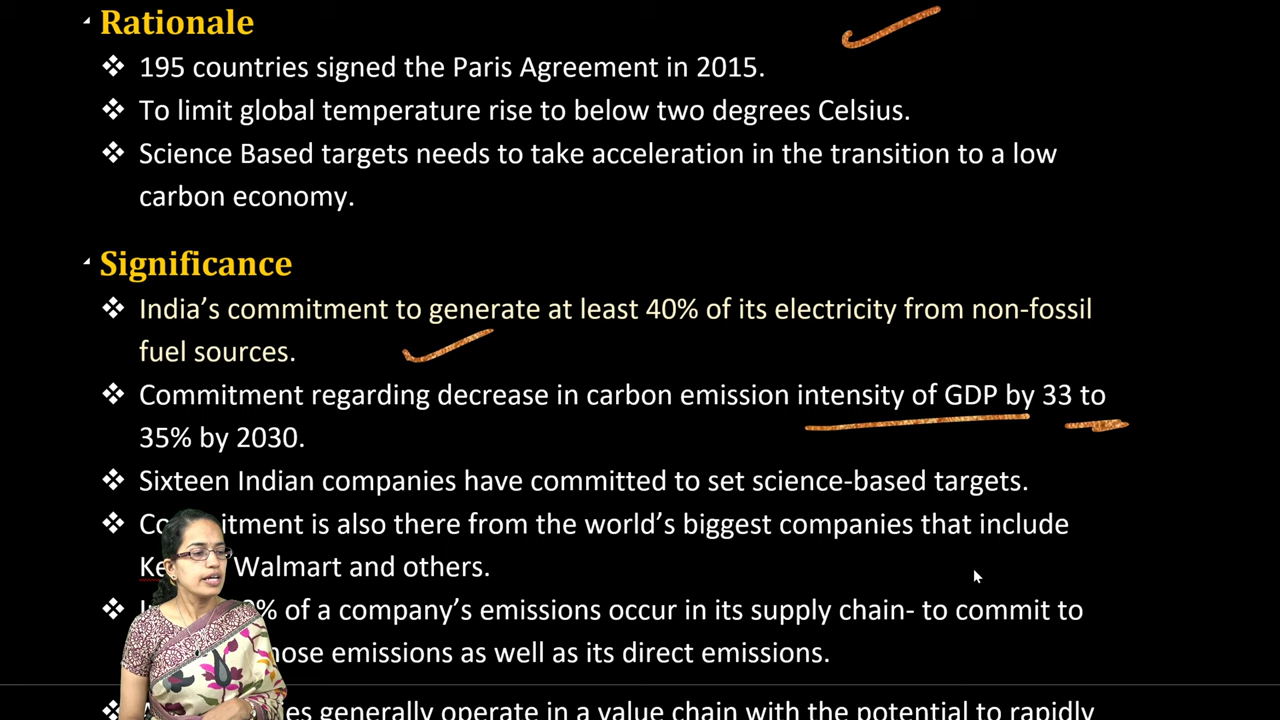 Rationale
❖ 195 countries signed the Paris Agreement in 2015.
❖ To limit global temperature rise to below two degrees Celsius.
❖ Science Based targets needs to take acceleration in the transition to a low
carbon economy.
Significance
❖ India’s commitment to generate at least 40% of its electricity from non-fossil
fuel sources.
❖ Commitment regarding decrease in carbon emission intensity of GDP by 33 to
35% by 2030.
❖ Sixteen Indian companies have committed to set science-based targets.
❖ is also there from the world’s biggest companies that include
Walmart and others.
❖ of a company’s emissions occur in its supply chain- to commit to
emissions as well as its direct emissions.
❖ generally operate in a value chain with the potential to rapidly